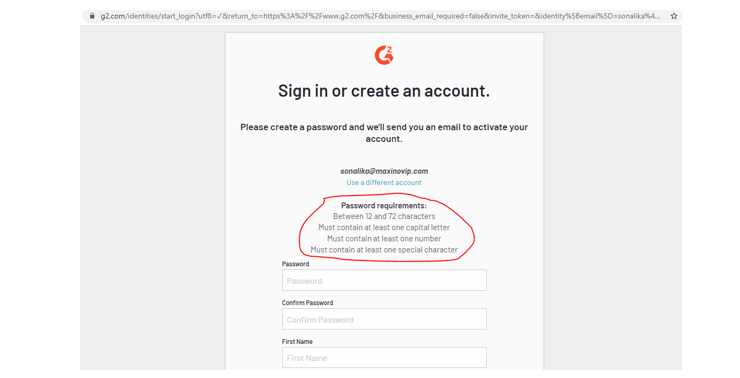 g2.com/identities/start_login?utf8=✓&return_to=https%3A%2F%2Fwww.g2.com%2F&business_email_required=false&invite_token=&identity%5Bemail%5D=sonalika%4...
G2
Sign in or create an account.
Please create a password and we'll send you an email to activate your
account.
sonalika@maxinovip.com
Use a different account
Password requirements:
Between 12 and 72 characters
Must contain at least one capital letter
Must contain at least one number
Must contain at least one special character
Password
Password
Confirm Password
Confirm Password
First Name
First Name